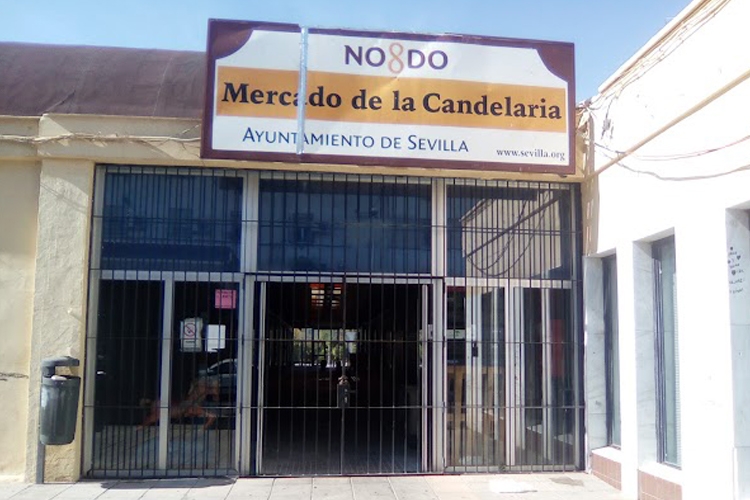 NO8DO
Mercado de la Candelaria
AYUNTAMIENTO DE SEVILLA
www.sevilla.org